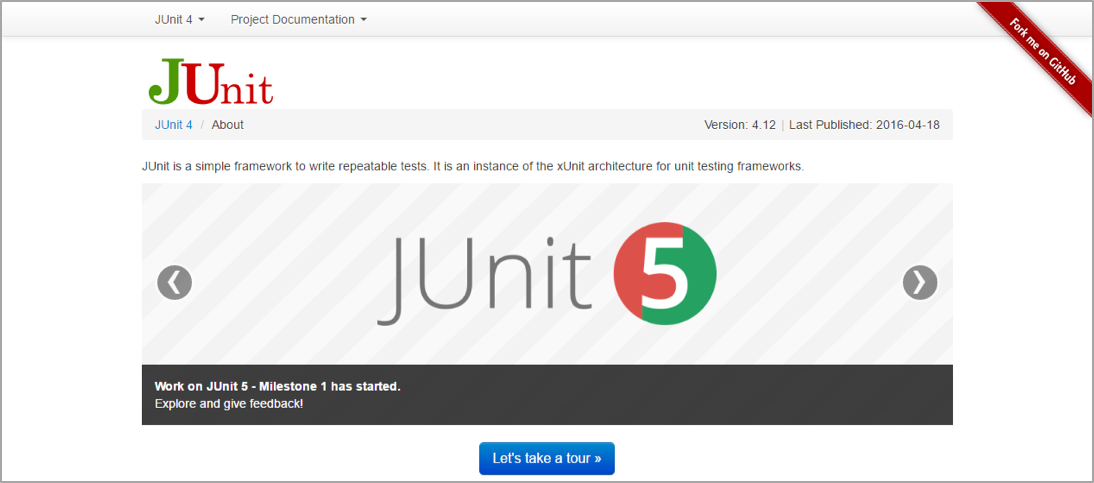 JUnit 4
Project Documentation
Fork me on GitHub
JUnit
JUnit 4 / About
Version: 4.12 | Last Published: 2016-04-18
JUnit is a simple framework to write repeatable tests. It is an instance of the xUnit architecture for unit testing frameworks.
JUnit 5
Work on JUnit 5 - Milestone 1 has started.
Explore and give feedback!
Let's take a tour »